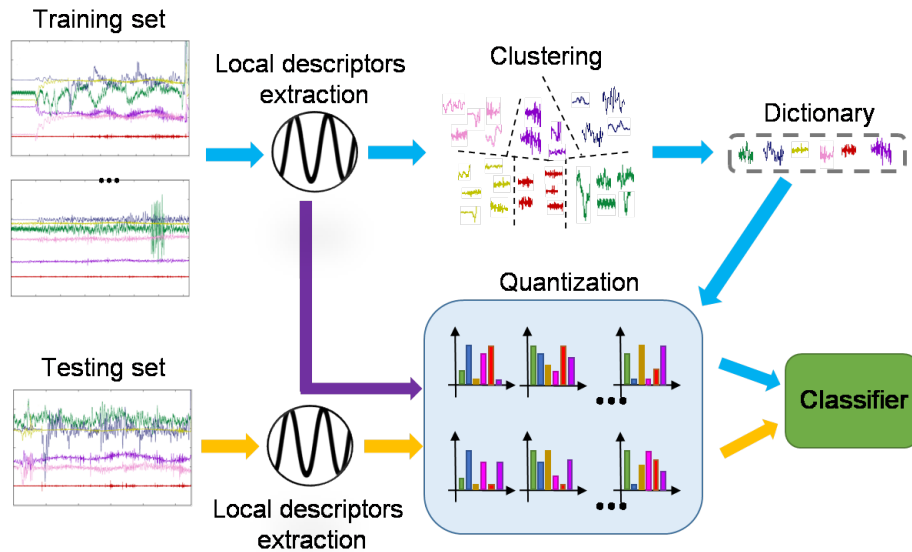 Training set
Local descriptors
extraction
Clustering
Dictionary
Quantization
Testing set
Classifier
Local descriptors
extraction